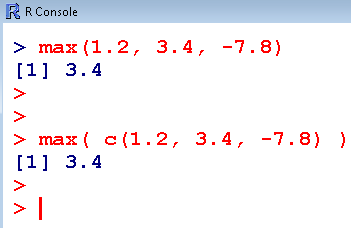 R Console
> max(1.2, 3.4, -7.8)
[1] 3.4
>
>
> max( c(1.2, 3.4, -7.8) )
[1] 3.4
>
>